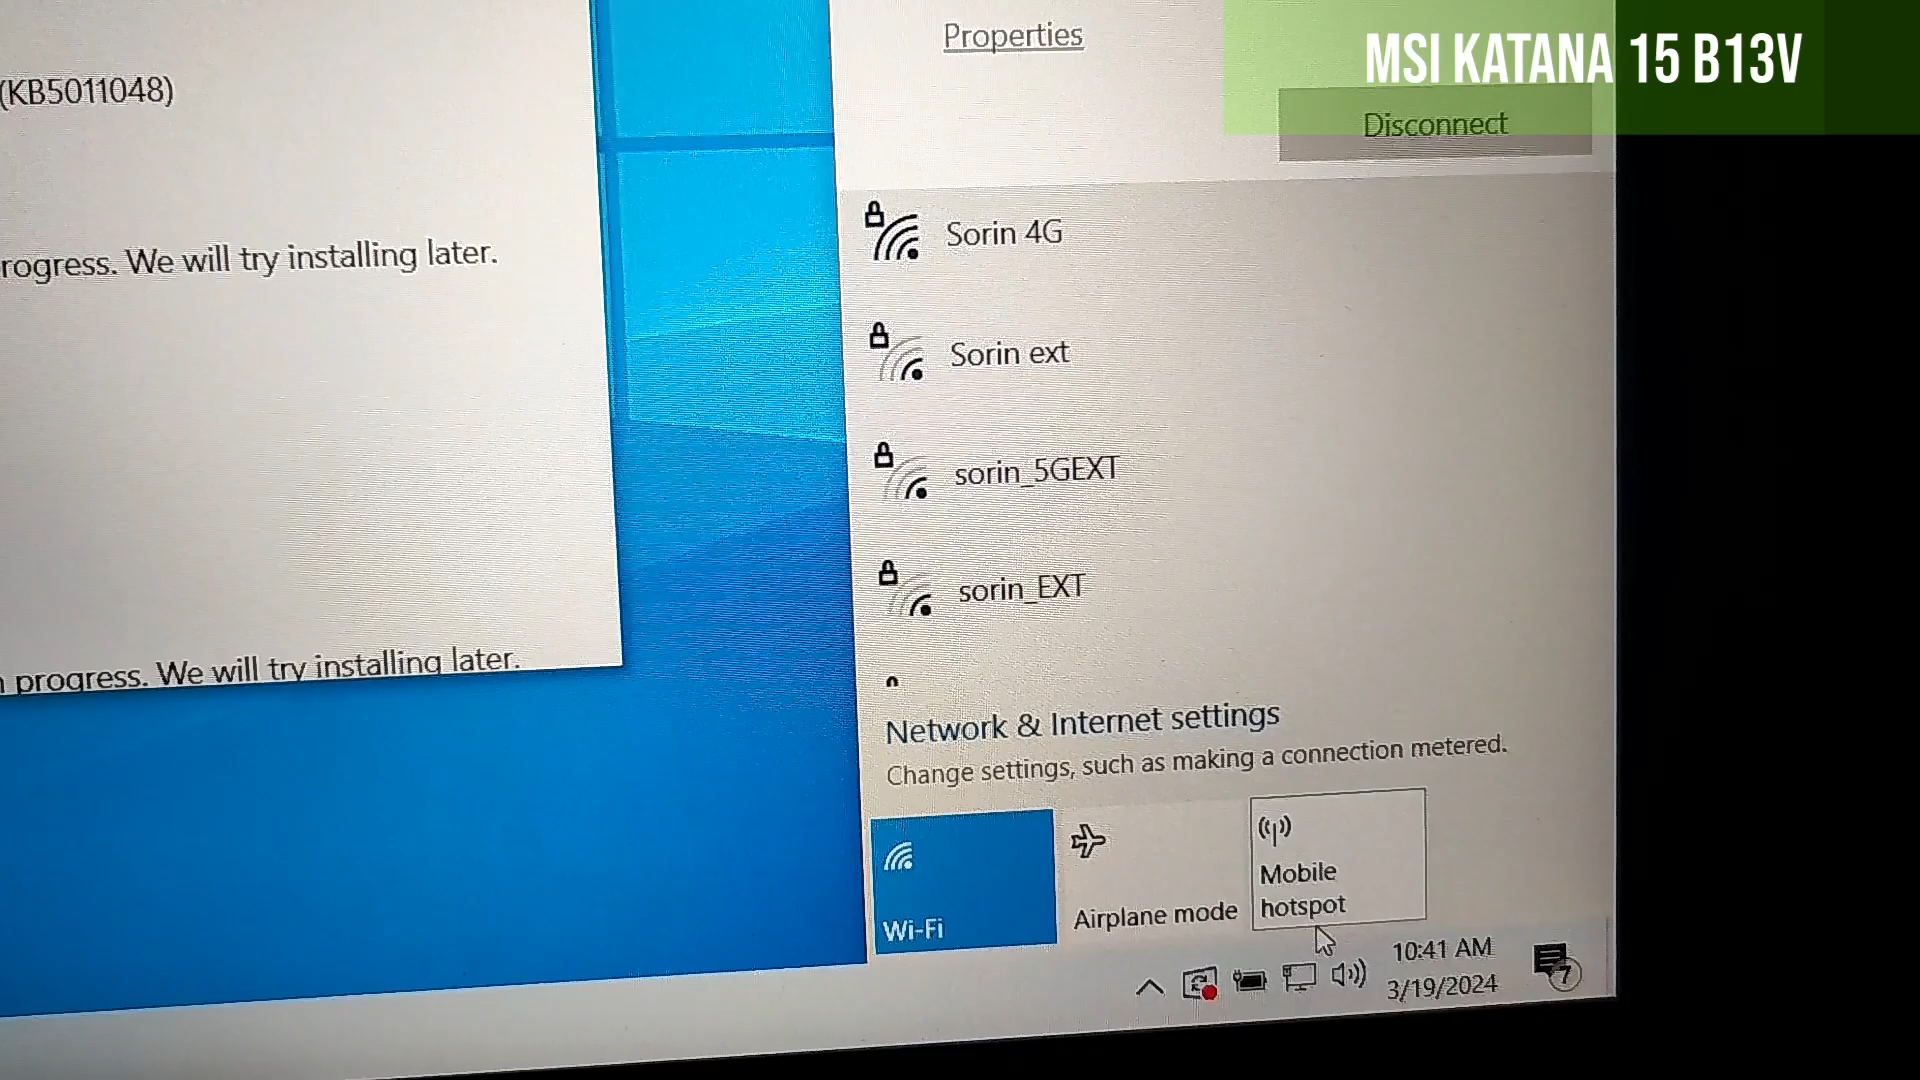 MSI KATANA 15 B13V
Properties
Disconnect
(KB5011048)
rogress. We will try installing later.
progress. We will try installing later.
Sorin 4G
Sorin ext
sorin_5GEXT
sorin_EXT
Network & Internet settings
Change settings, such as making a connection metered.
Wi-Fi
Airplane mode
Mobile
hotspot
10:41 AM
3/19/2024
7